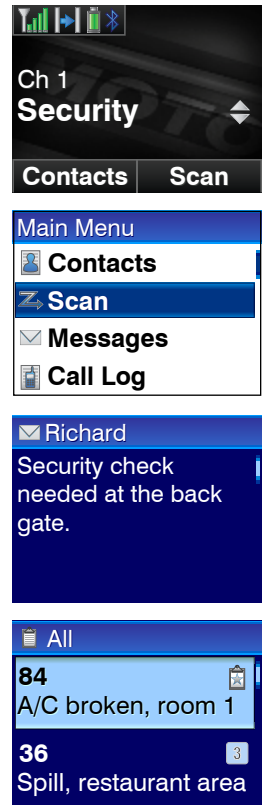 Ch 1
Security
Contacts Scan
Main Menu
Contacts
Scan
Messages
Call Log
Richard
Security check
needed at the back
gate.
All
84
A/C broken, room 1
36 3
Spill, restaurant area